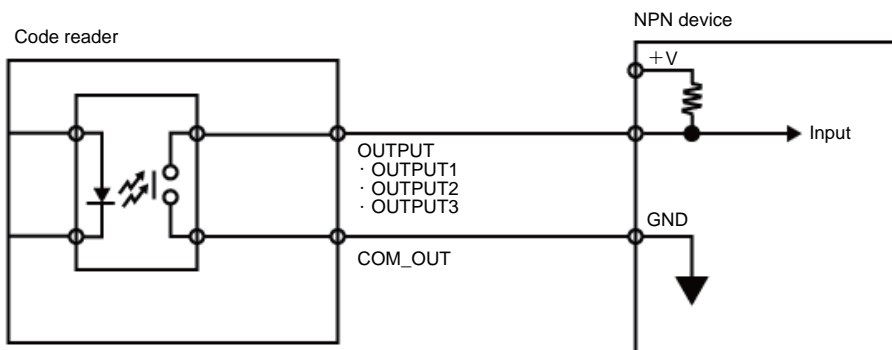 NPN device
Code reader
＋V
Input
OUTPUT
· OUTPUT1
· OUTPUT2
· OUTPUT3
GND
COM_OUT